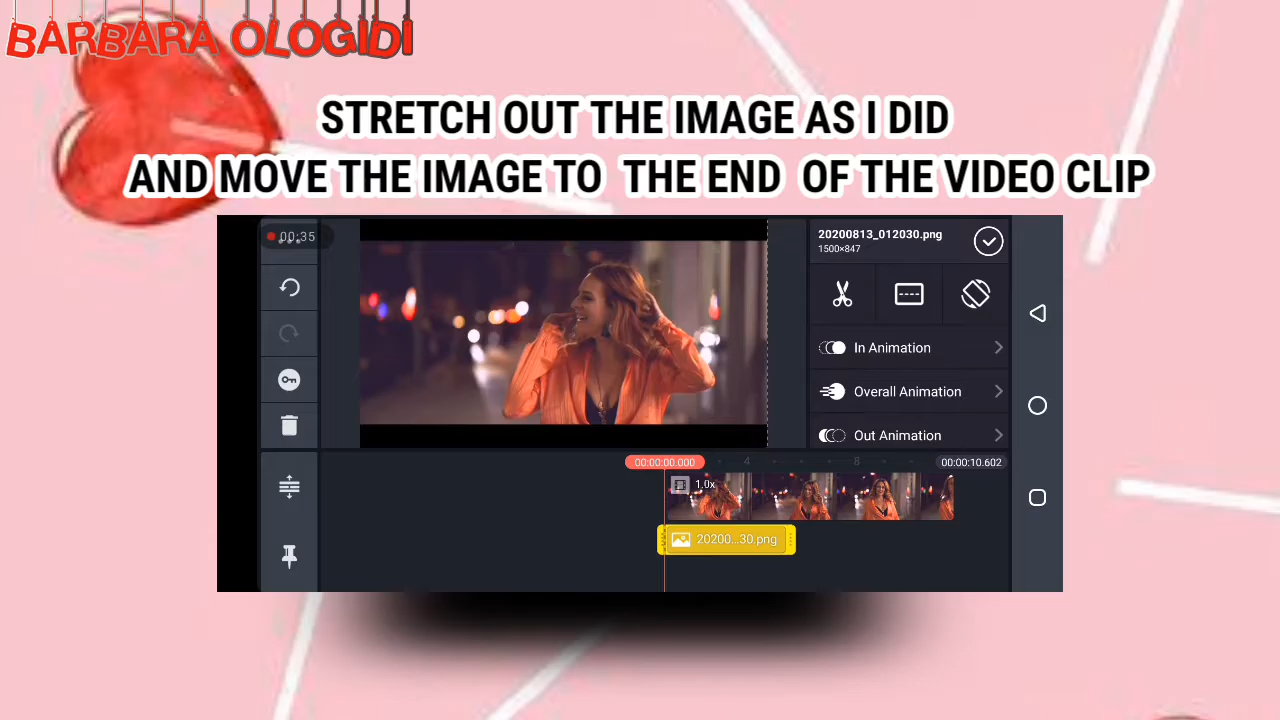 BARBARA OLOGIDI
STRETCH OUT THE IMAGE AS I DID
AND MOVE THE IMAGE TO THE END OF THE VIDEO CLIP
00:35
20200813_012030.png
1500×847
In Animation
Overall Animation
Out Animation
00:00:00.000
4
8
00:00:10.602
1.0x
20200...30.png